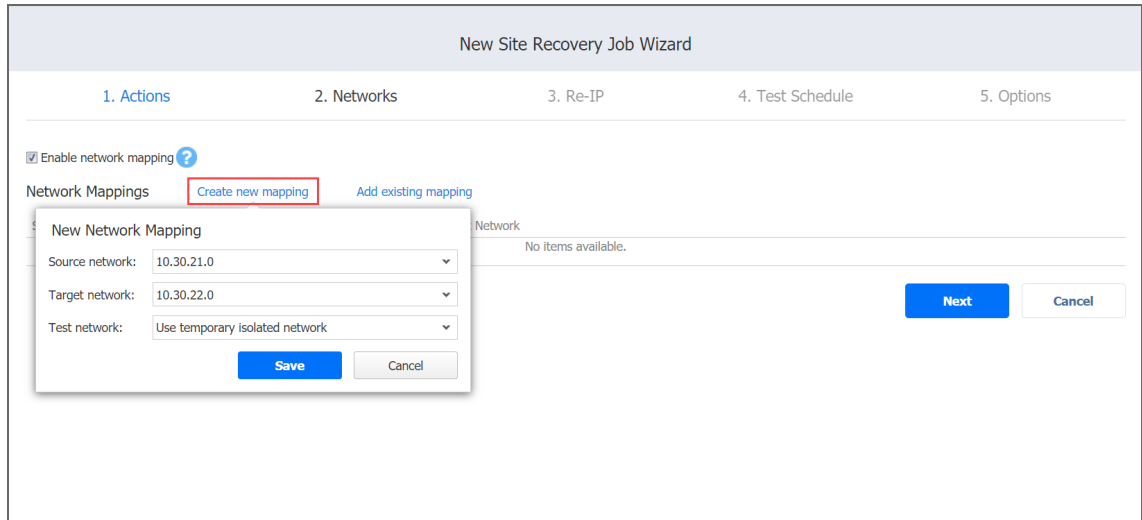 New Site Recovery Job Wizard
1. Actions 2. Networks 3. Re-IP 4. Test Schedule 5. Options
Enable network mapping ?
Network Mappings Create new mapping Add existing mapping
Network
No items available.
New Network Mapping
Source network: 10.30.21.0
Target network: 10.30.22.0
Test network: Use temporary isolated network
Save Cancel
Next Cancel